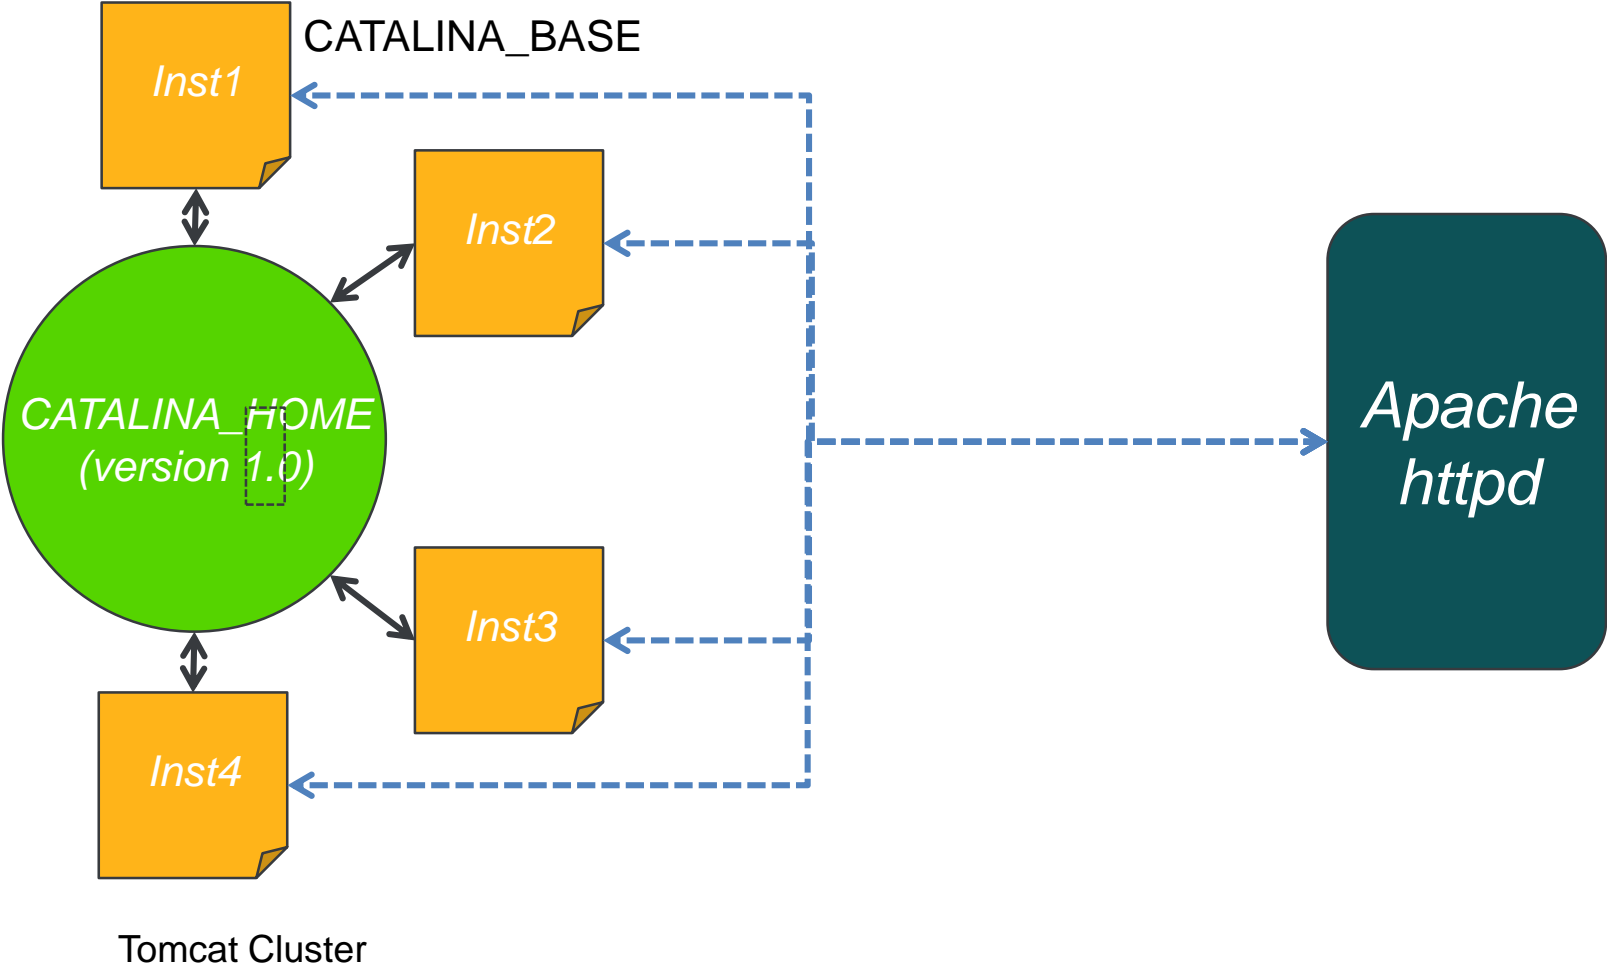 CATALINA_BASE
Inst1
Inst2
CATALINA_HOME
(version 1.0)
Apache
httpd
Inst3
Inst4
Tomcat Cluster